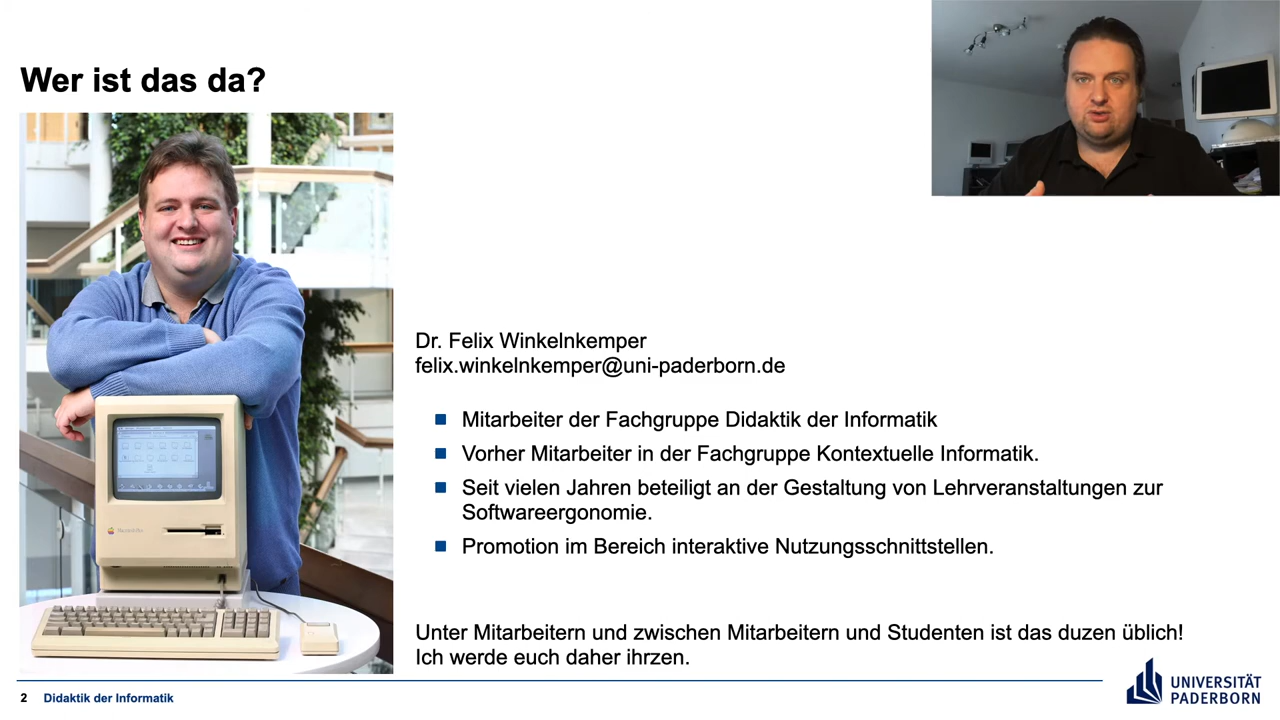 Wer ist das da?
Dr. Felix Winkelnkemper
felix.winkelnkemper@uni-paderborn.de
Mitarbeiter der Fachgruppe Didaktik der Informatik
Vorher Mitarbeiter in der Fachgruppe Kontextuelle Informatik.
Seit vielen Jahren beteiligt an der Gestaltung von Lehrveranstaltungen zur
Softwareergonomie.
Promotion im Bereich interaktive Nutzungsschnittstellen.
Unter Mitarbeitern und zwischen Mitarbeitern und Studenten ist das duzen üblich!
Ich werde euch daher ihrzen.
2 Didaktik der Informatik
UNIVERSITÄT
PADERBORN